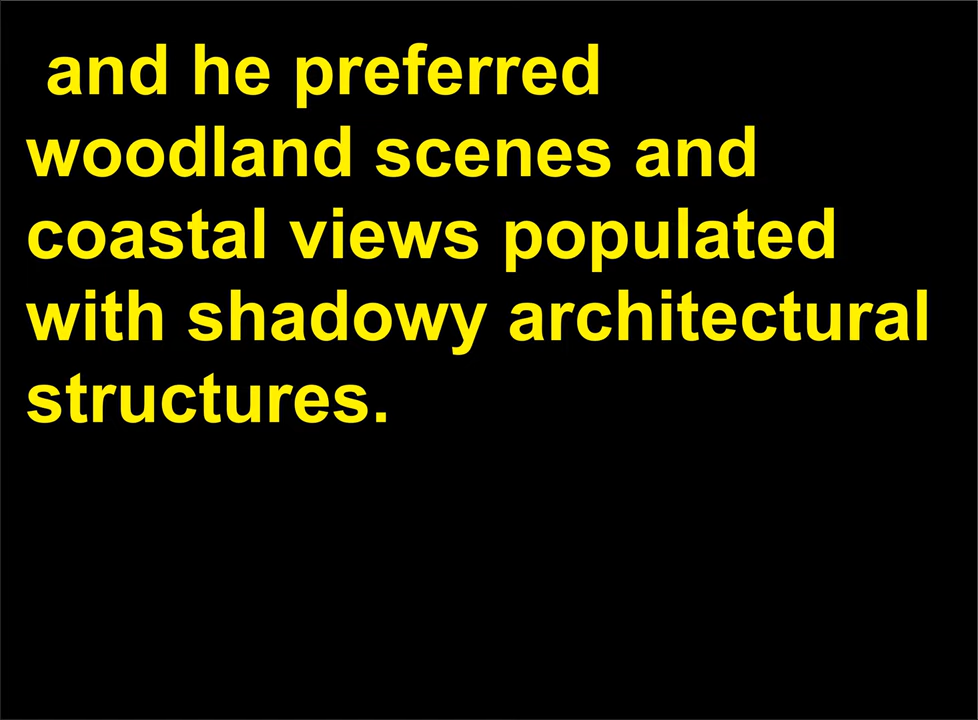 and he preferred
woodland scenes and
coastal views populated
with shadowy architectural
structures.